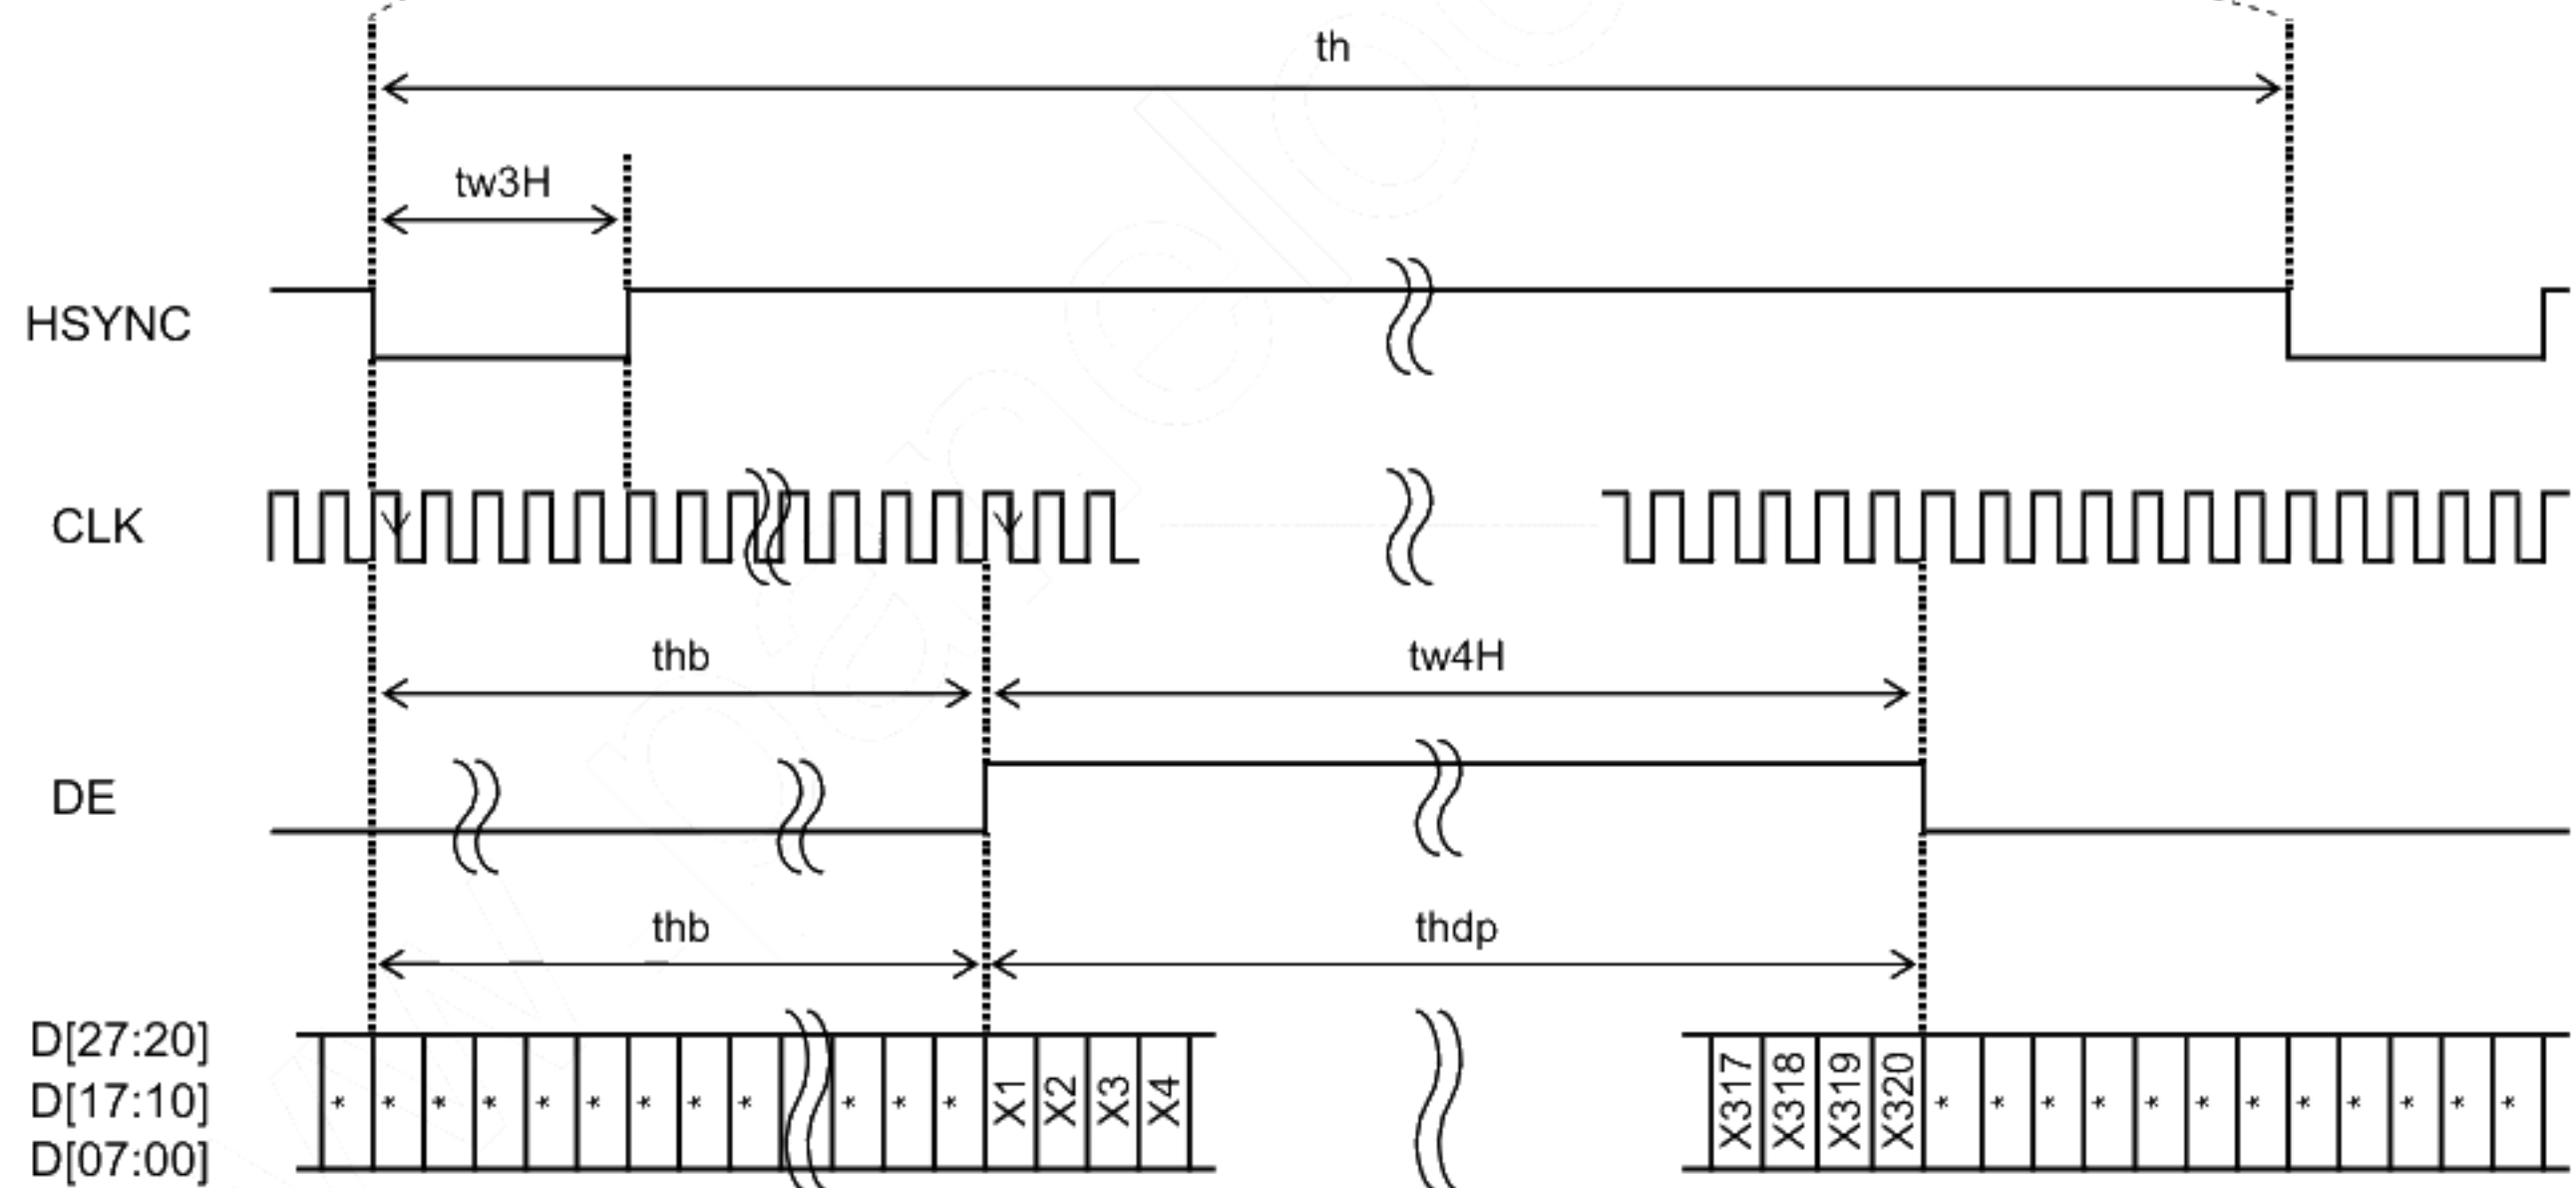 th
tw3H
HSYNC
CLK
thb tw4H
DE
thb thdp
D[27:20]
D[17:10] * * * * * * * * * * * * X1 X2 X3 X4 X317 X318 X319 X320 * * * * * * * * * * * *
D[07:00]